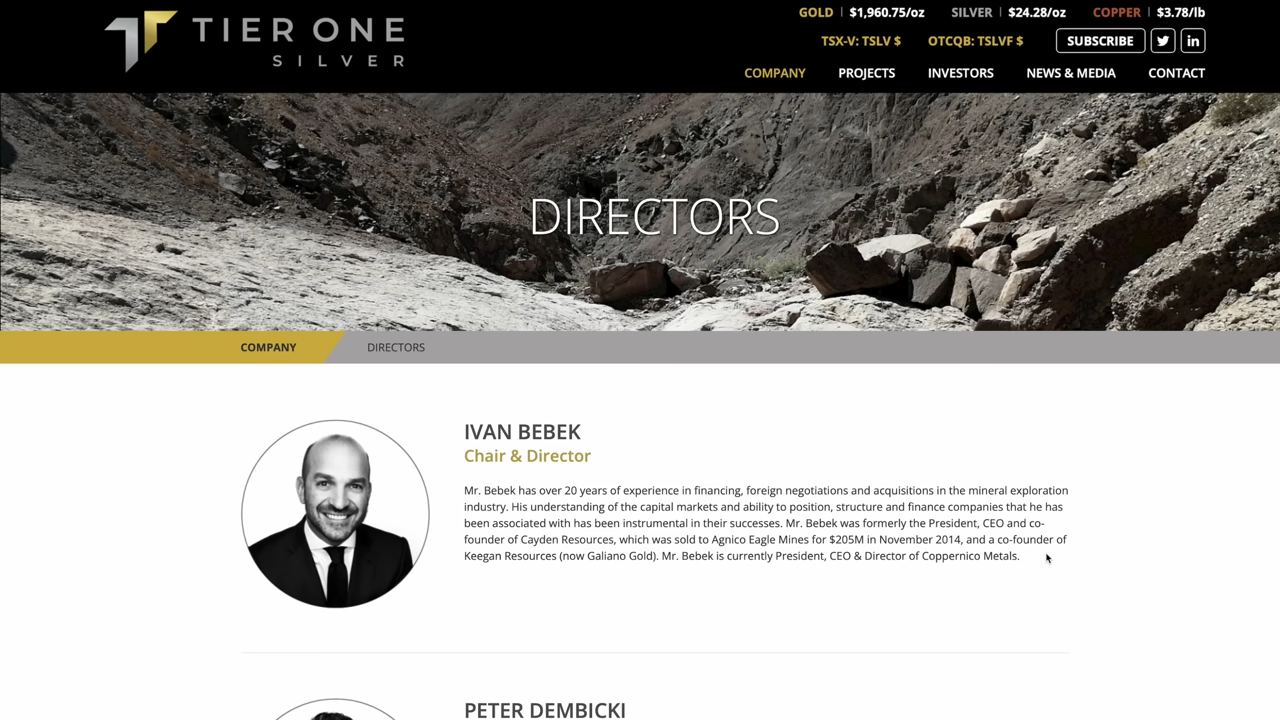 TIER ONE
SILVER
GOLD | $1,960.75/oz SILVER | $24.28/oz COPPER | $3.78/lb
TSX-V: TSLV $ OTCQB: TSLVF $ SUBSCRIBE in
COMPANY PROJECTS INVESTORS NEWS & MEDIA CONTACT
DIRECTORS
COMPANY DIRECTORS
IVAN BEBEK
Chair & Director
Mr. Bebek has over 20 years of experience in financing, foreign negotiations and acquisitions in the mineral exploration
industry. His understanding of the capital markets and ability to position, structure and finance companies that he has
been associated with has been instrumental in their successes. Mr. Bebek was formerly the President, CEO and co-
founder of Cayden Resources, which was sold to Agnico Eagle Mines for $205M in November 2014, and a co-founder of
Keegan Resources (now Galiano Gold). Mr. Bebek is currently President, CEO & Director of Coppernico Metals.
PETER DEMBICKI